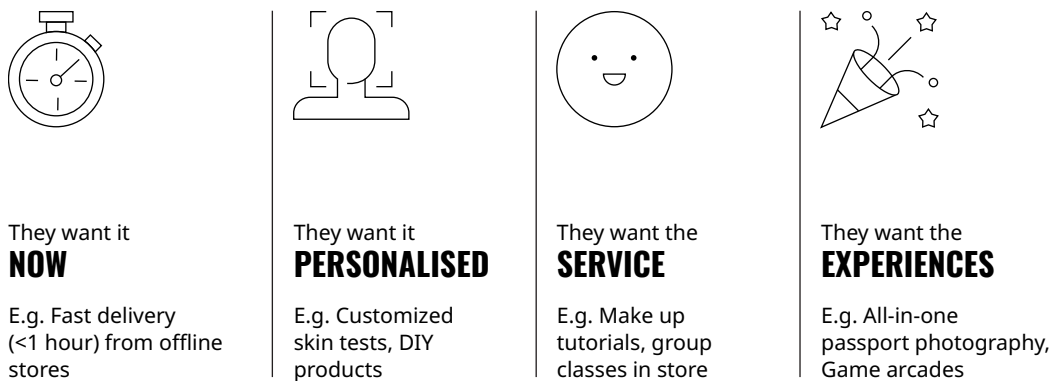 They want it
NOW
E.g. Fast delivery
(<1 hour) from offline
stores
They want it
PERSONALISED
E.g. Customized
skin tests, DIY
products
They want the
SERVICE
E.g. Make up
tutorials, group
classes in store
They want the
EXPERIENCES
E.g. All-in-one
passport photography,
Game arcades